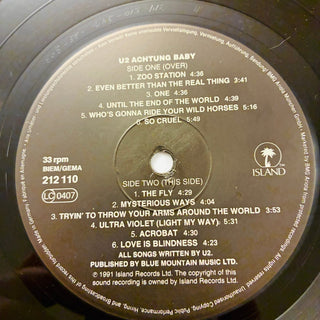 U2 ACHTUNG BABY
SIDE ONE (OVER)
1. ZOO STATION 4:36
2. EVEN BETTER THAN THE REAL THING 3:41
3. ONE 4:36
4. UNTIL THE END OF THE WORLD 4:39
5. WHO'S GONNA RIDE YOUR WILD HORSES 5:16
6. SO CRUEL 5:49
33 rpm
BIEM/GEMA
212 110
LC 0407
ISLAND
SIDE TWO (THIS SIDE)
1. THE FLY 4:29
2. MYSTERIOUS WAYS 4:04
3. TRYIN' TO THROW YOUR ARMS AROUND THE WORLD 3:53
4. ULTRA VIOLET (LIGHT MY WAY) 5:31
5. ACROBAT 4:30
6. LOVE IS BLINDNESS 4:23
ALL SONGS WRITTEN BY U2.
PUBLISHED BY BLUE MOUNTAIN MUSIC LTD.
℗ 1991 Island Records Ltd. The copyright of this
sound recording is owned by Island Records Ltd.